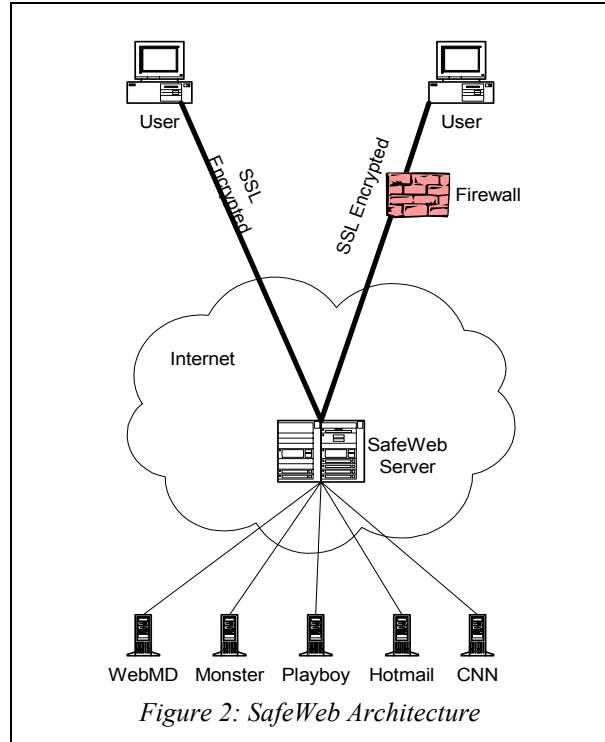 User
User
SSL
Encrypted
SSL Encrypted
Firewall
Internet
SafeWeb
Server
WebMD Monster Playboy Hotmail CNN
Figure 2: SafeWeb Architecture